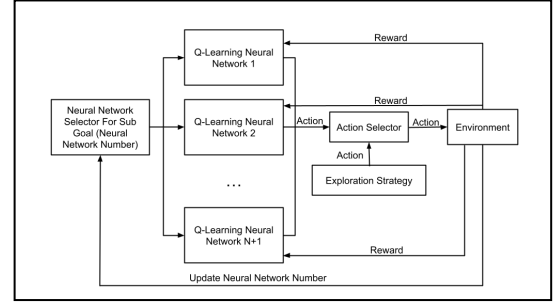 Reward
Q-Learning Neural
Network 1
Neural Network
Selector For Sub
Goal (Neural
Network Number)
Q-Learning Neural
Network 2
Reward
Action
Action Selector
Action
Environment
Action
Exploration Strategy
...
Q-Learning Neural
Network N+1
Reward
Update Neural Network Number